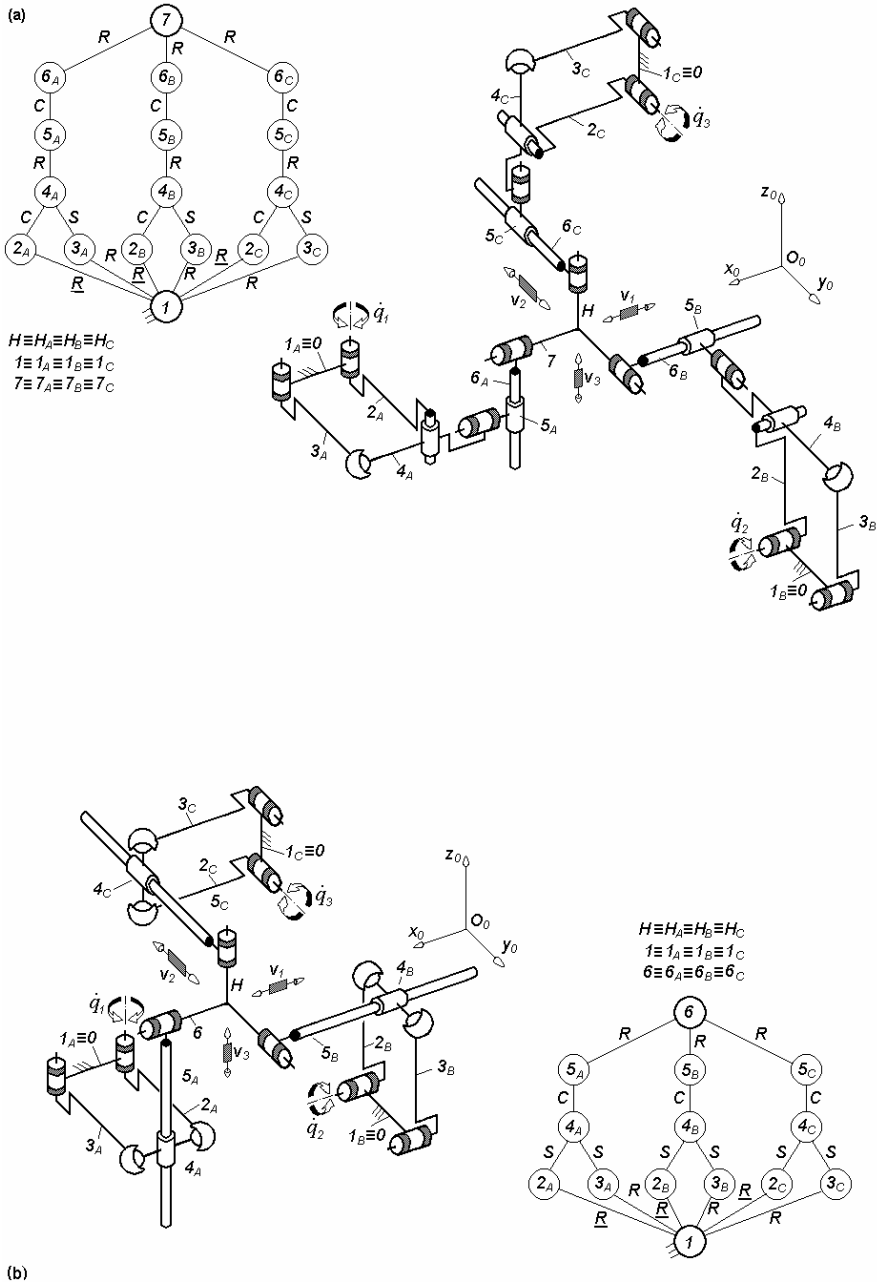 (a)
7
R R R
6A 6B 6C
C C C
5A 5B 5C
R R R
4A 4B 4C
C S C S C S
2A 3A 2B 3B 2C 3C
R R R R R R
1
H≡HA≡HB≡HC
1≡1A≡1B≡1C
7≡7A≡7B≡7C
3C
1C≡0
4C
2C
q̇3
6C
5C
z0
O0
x0
y0
v2
H
v1
5B
q̇1
1A≡0
7
6B
v3
6A
2A
5A
3A
4A
4B
2B
3B
q̇2
1B≡0
3C
1C≡0
2C
4C
5C
q̇3
z0
O0
x0
y0
v2
H
v1
4B
q̇1
6
5B
1A≡0
v3
2B
3B
5A
2A
q̇2
3A
1B≡0
4A
H≡HA≡HB≡HC
1≡1A≡1B≡1C
6≡6A≡6B≡6C
6
R R R
5A 5B 5C
C C C
4A 4B 4C
S S S S S S
2A 3A 2B 3B 2C 3C
R R R R R R
1
(b)